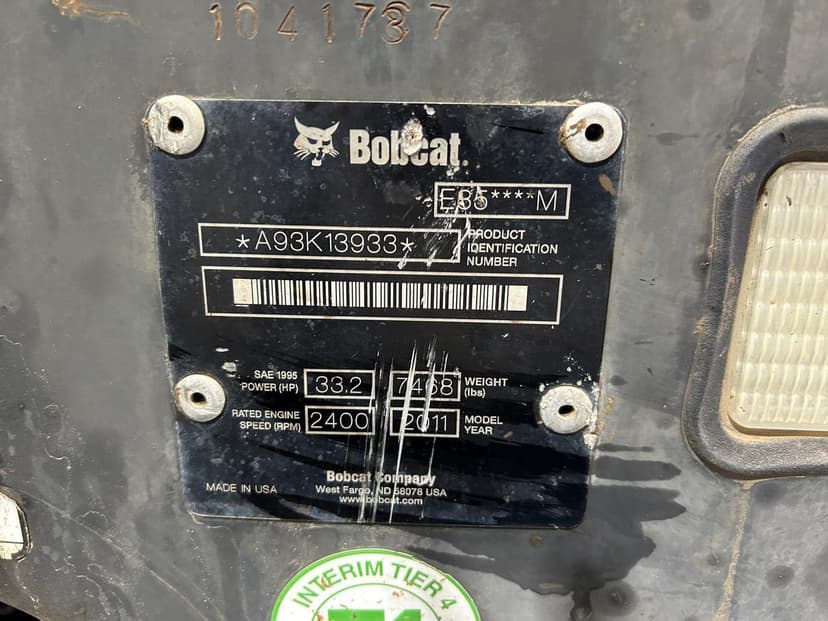 Bobcat
E35****M
*A93K13933*
PRODUCT
IDENTIFICATION
NUMBER
SAE 1995
POWER (HP)
33.2
7468
WEIGHT
(lbs)
RATED ENGINE
SPEED (RPM)
2400
2011
MODEL
YEAR
Bobcat Company
MADE IN USA
West Fargo, ND 58078 USA
www.bobcat.com
INTERIM TIER 4